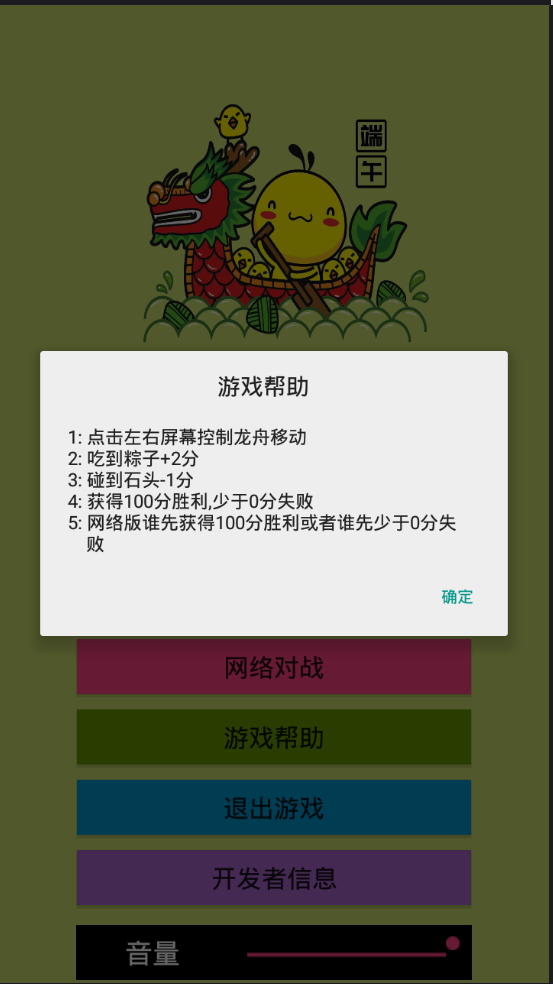 端
午
游戏帮助
1: 点击左右屏幕控制龙舟移动
2: 吃到粽子+2分
3: 碰到石头-1分
4: 获得100分胜利,少于0分失败
5: 网络版谁先获得100分胜利或者谁先少于0分失
败
确定
网络对战
游戏帮助
退出游戏
开发者信息
音量